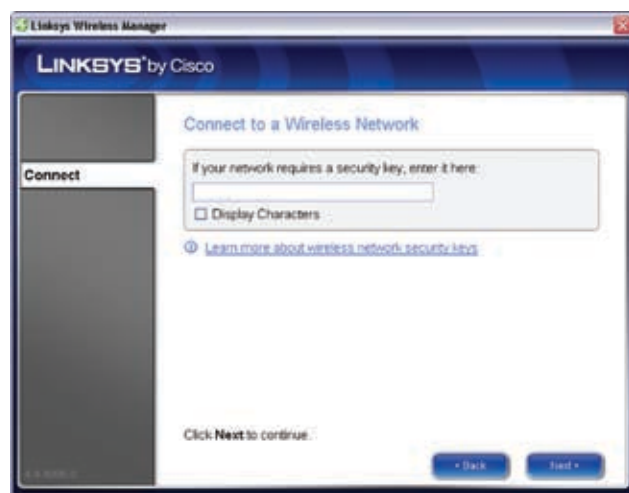 Linksys Wireless Manager
LINKSYS® by Cisco
Connect to a Wireless Network
Connect
If your network requires a security key, enter it here:
Display Characters
Learn more about wireless network security keys
Click Next to continue.
Back
Next